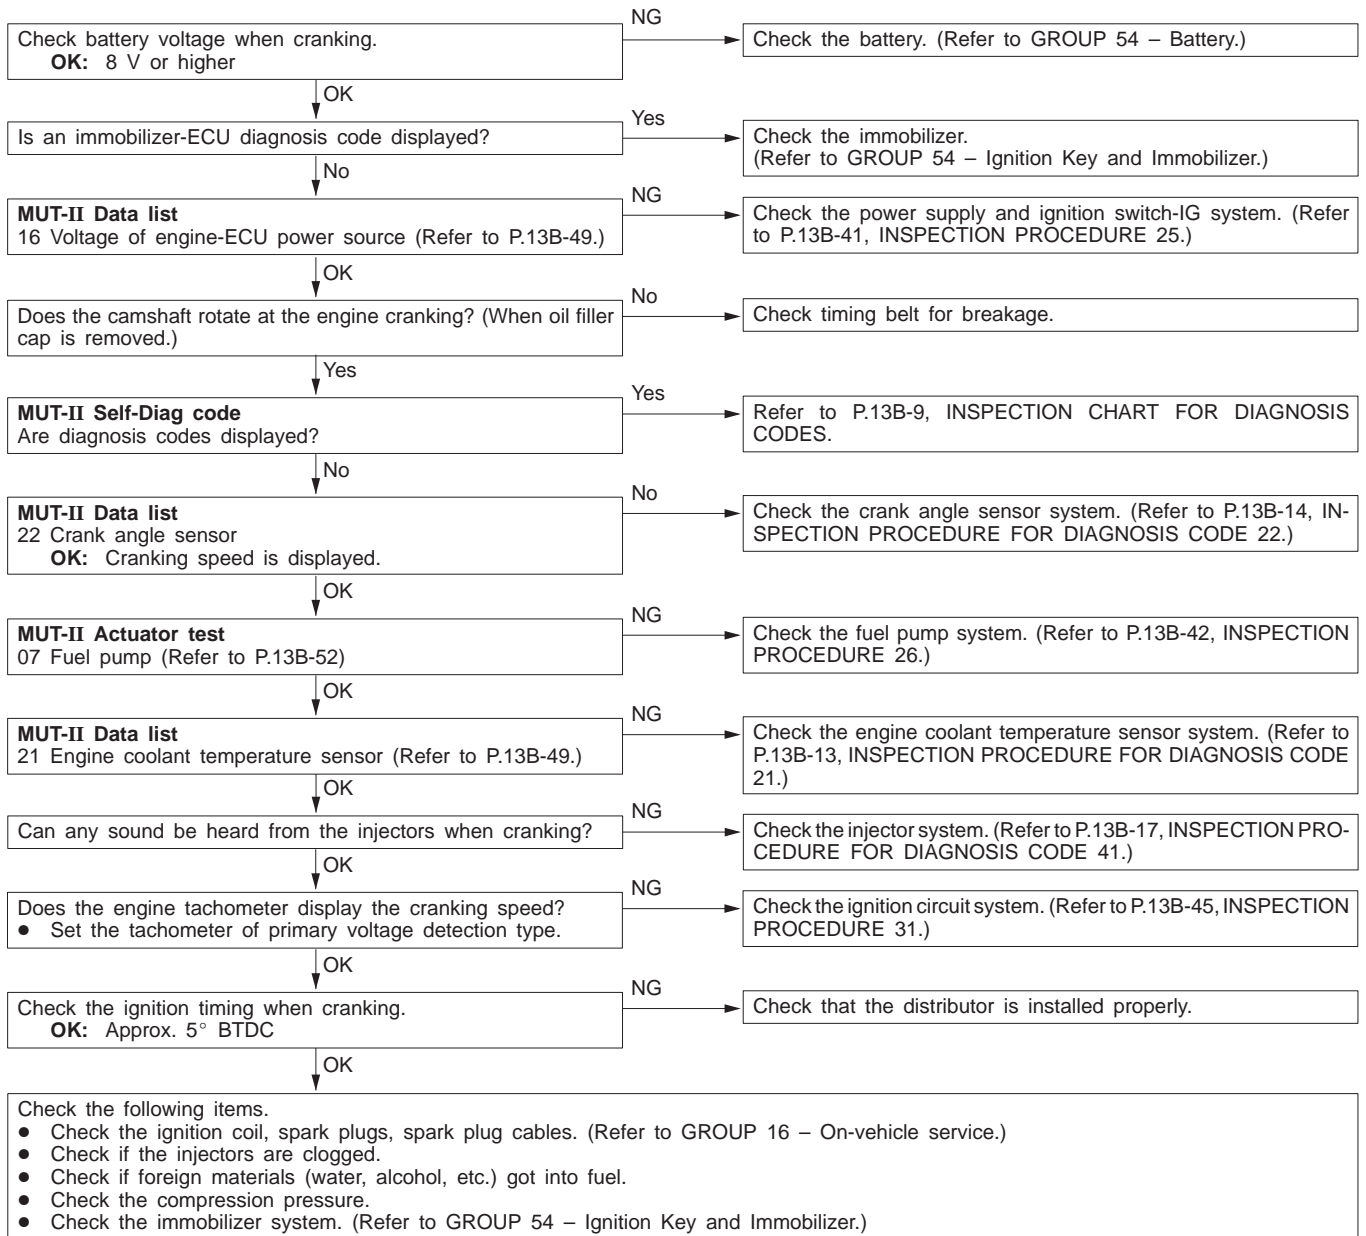 NG
Check battery voltage when cranking.
OK: 8 V or higher
Check the battery. (Refer to GROUP 54 – Battery.)
OK
Is an immobilizer-ECU diagnosis code displayed?
Yes
Check the immobilizer.
(Refer to GROUP 54 – Ignition Key and Immobilizer.)
No
MUT-II Data list
16 Voltage of engine-ECU power source (Refer to P.13B-49.)
NG
Check the power supply and ignition switch-IG system. (Refer
to P.13B-41, INSPECTION PROCEDURE 25.)
OK
Does the camshaft rotate at the engine cranking? (When oil filler
cap is removed.)
No
Check timing belt for breakage.
Yes
MUT-II Self-Diag code
Are diagnosis codes displayed?
Yes
Refer to P.13B-9, INSPECTION CHART FOR DIAGNOSIS
CODES.
No
MUT-II Data list
22 Crank angle sensor
OK: Cranking speed is displayed.
No
Check the crank angle sensor system. (Refer to P.13B-14, IN-
SPECTION PROCEDURE FOR DIAGNOSIS CODE 22.)
OK
MUT-II Actuator test
07 Fuel pump (Refer to P.13B-52)
NG
Check the fuel pump system. (Refer to P.13B-42, INSPECTION
PROCEDURE 26.)
OK
MUT-II Data list
21 Engine coolant temperature sensor (Refer to P.13B-49.)
NG
Check the engine coolant temperature sensor system. (Refer to
P.13B-13, INSPECTION PROCEDURE FOR DIAGNOSIS CODE
21.)
OK
Can any sound be heard from the injectors when cranking?
NG
Check the injector system. (Refer to P.13B-17, INSPECTION PRO-
CEDURE FOR DIAGNOSIS CODE 41.)
OK
Does the engine tachometer display the cranking speed?
● Set the tachometer of primary voltage detection type.
NG
Check the ignition circuit system. (Refer to P.13B-45, INSPECTION
PROCEDURE 31.)
OK
Check the ignition timing when cranking.
OK: Approx. 5° BTDC
NG
Check that the distributor is installed properly.
OK
Check the following items.
● Check the ignition coil, spark plugs, spark plug cables. (Refer to GROUP 16 – On-vehicle service.)
● Check if the injectors are clogged.
● Check if foreign materials (water, alcohol, etc.) got into fuel.
● Check the compression pressure.
● Check the immobilizer system. (Refer to GROUP 54 – Ignition Key and Immobilizer.)